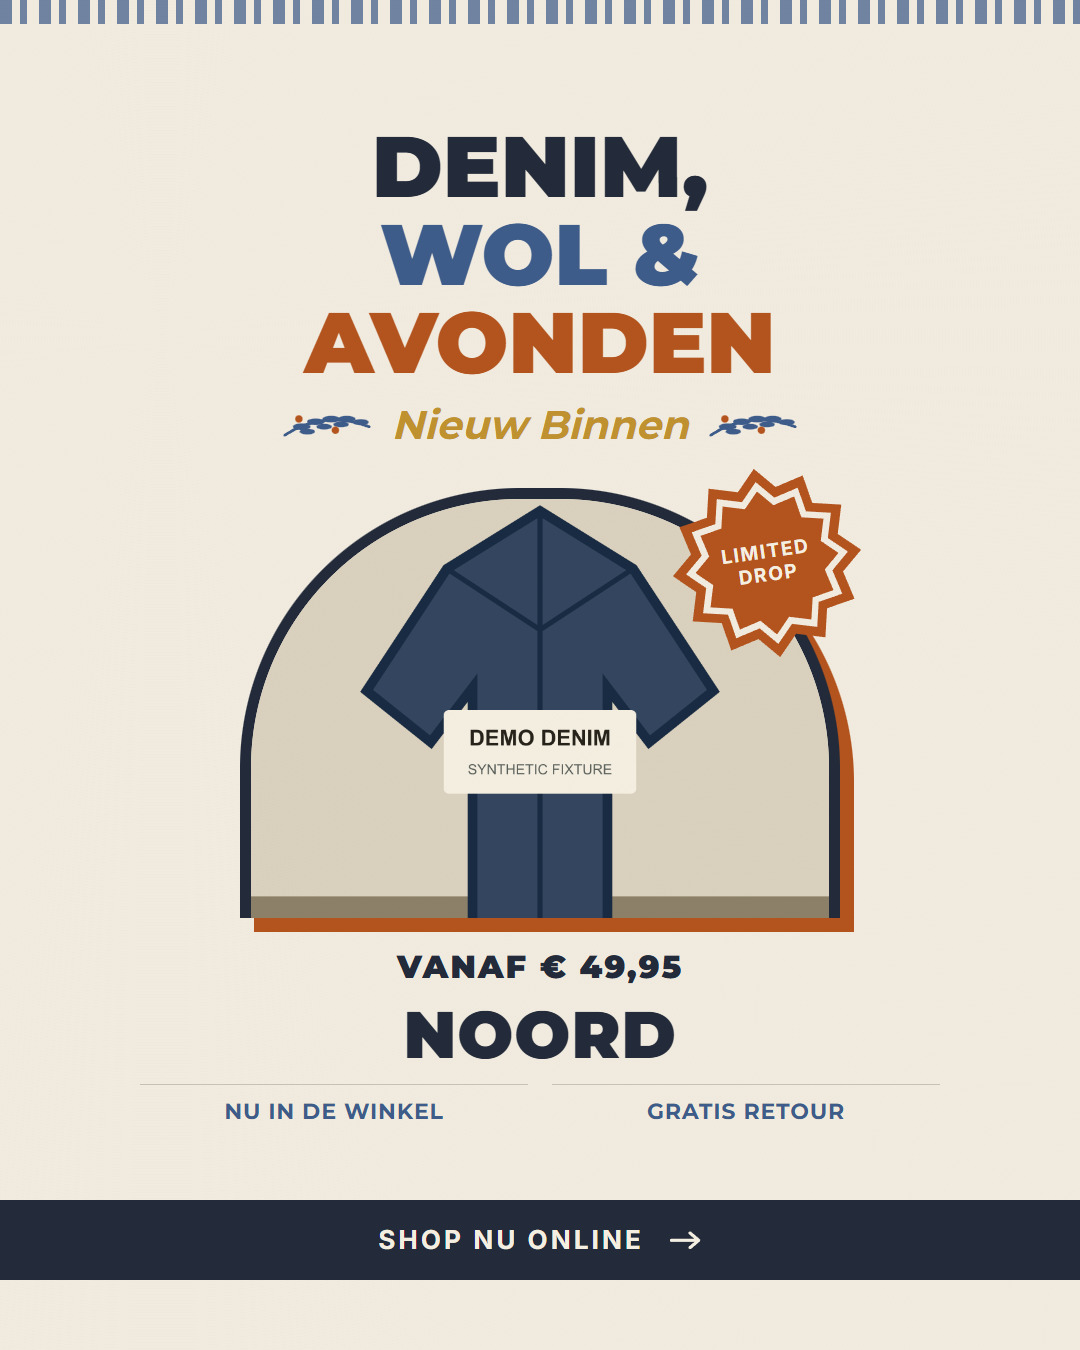 DENIM,
WOL &
AVONDEN
Nieuw Binnen
LIMITED
DROP
DEMO DENIM
SYNTHETIC FIXTURE
VANAF € 49,95
NOORD
NU IN DE WINKEL
GRATIS RETOUR
SHOP NU ONLINE →